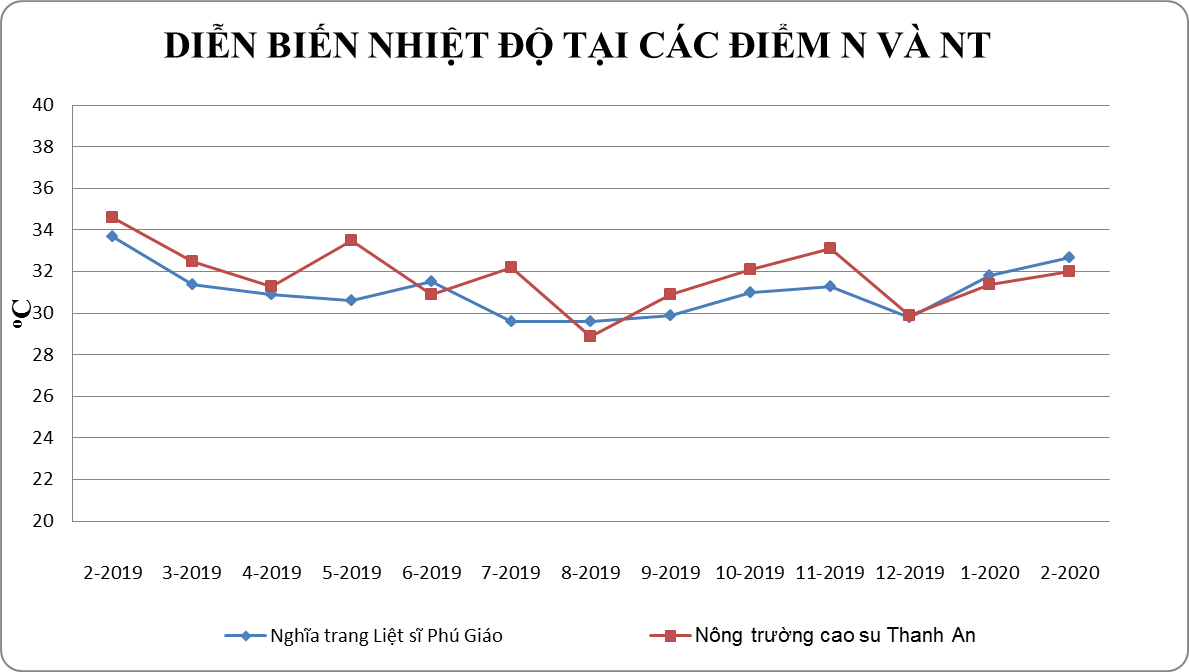 DIỄN BIẾN NHIỆT ĐỘ TẠI CÁC ĐIỂM N VÀ NT
40
38
36
34
32
30
28
26
24
22
20
ºC
2-2019 3-2019 4-2019 5-2019 6-2019 7-2019 8-2019 9-2019 10-2019 11-2019 12-2019 1-2020 2-2020
Nghĩa trang Liệt sĩ Phú Giáo Nông trường cao su Thanh An